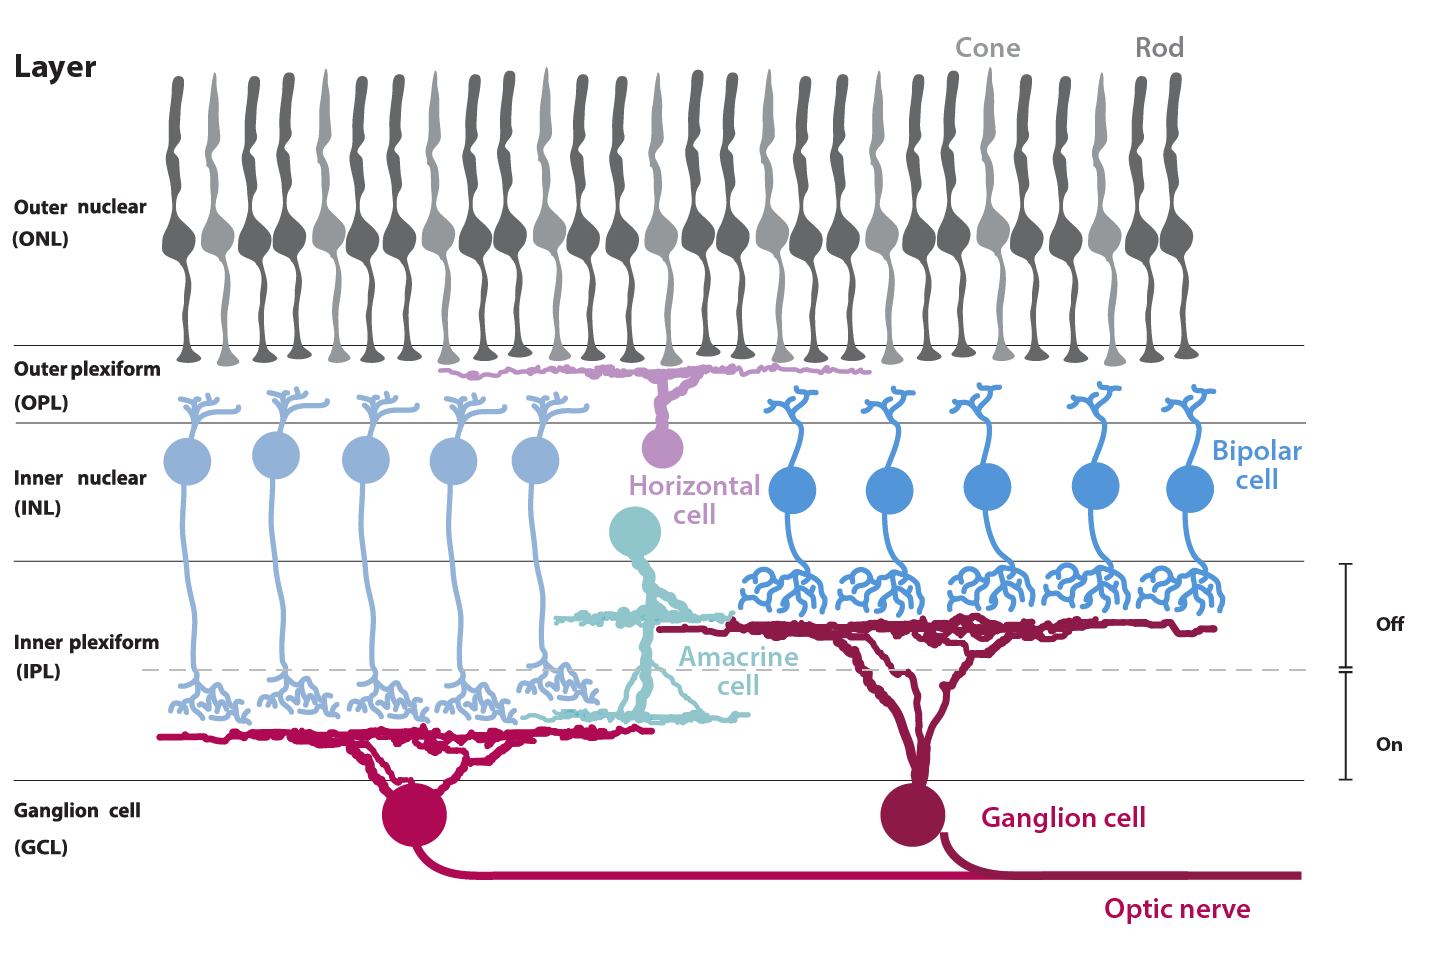 Cone
Rod
Layer
Outer nuclear
(ONL)
Outer plexiform
(OPL)
Inner nuclear
(INL)
Horizontal
cell
Bipolar
cell
Inner plexiform
(IPL)
Amacrine
cell
Off
On
Ganglion cell
(GCL)
Ganglion cell
Optic nerve